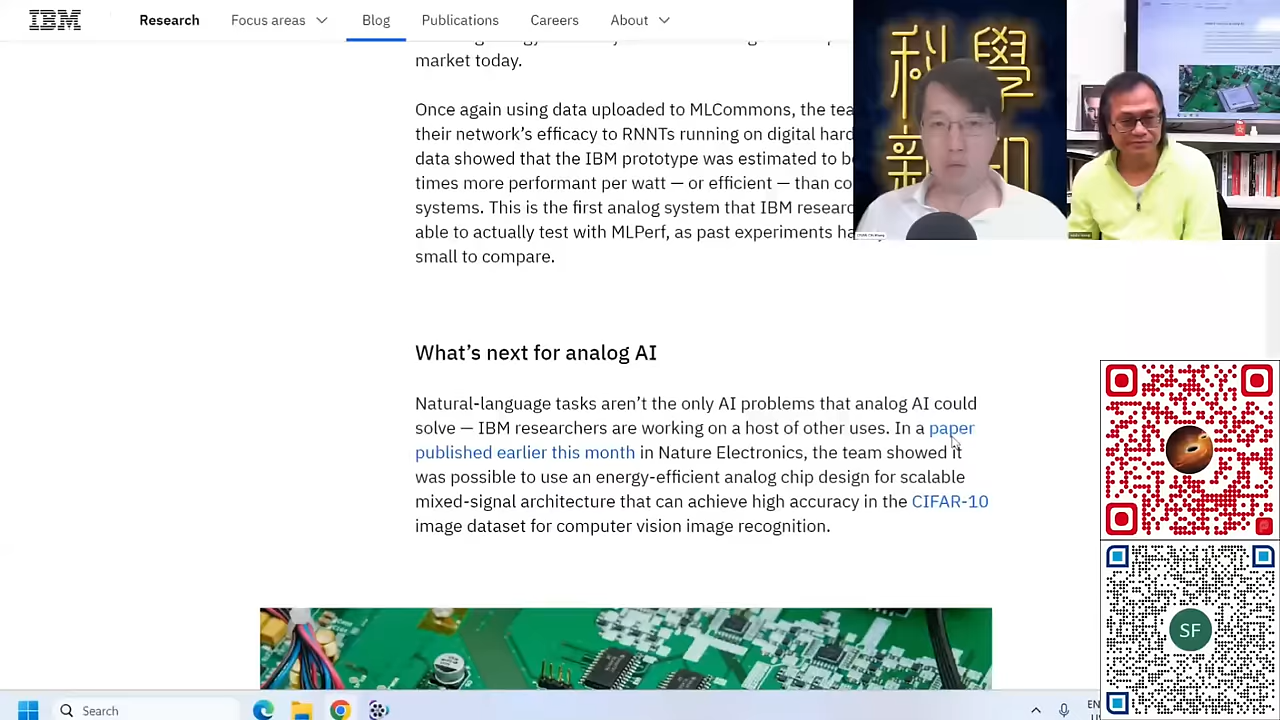 IBM
Research
Focus areas
Blog
Publications
Careers
About
market today.
Once again using data uploaded to MLCommons, the tea
their network's efficacy to RNNTs running on digital hard
data showed that the IBM prototype was estimated to b
times more performant per watt — or efficient — than co
systems. This is the first analog system that IBM researc
able to actually test with MLPerf, as past experiments ha
small to compare.
科學
新知
What's next for analog AI
Natural-language tasks aren't the only AI problems that analog AI could
solve — IBM researchers are working on a host of other uses. In a paper
published earlier this month in Nature Electronics, the team showed it
was possible to use an energy-efficient analog chip design for scalable
mixed-signal architecture that can achieve high accuracy in the CIFAR-10
image dataset for computer vision image recognition.
SF
Search
EN